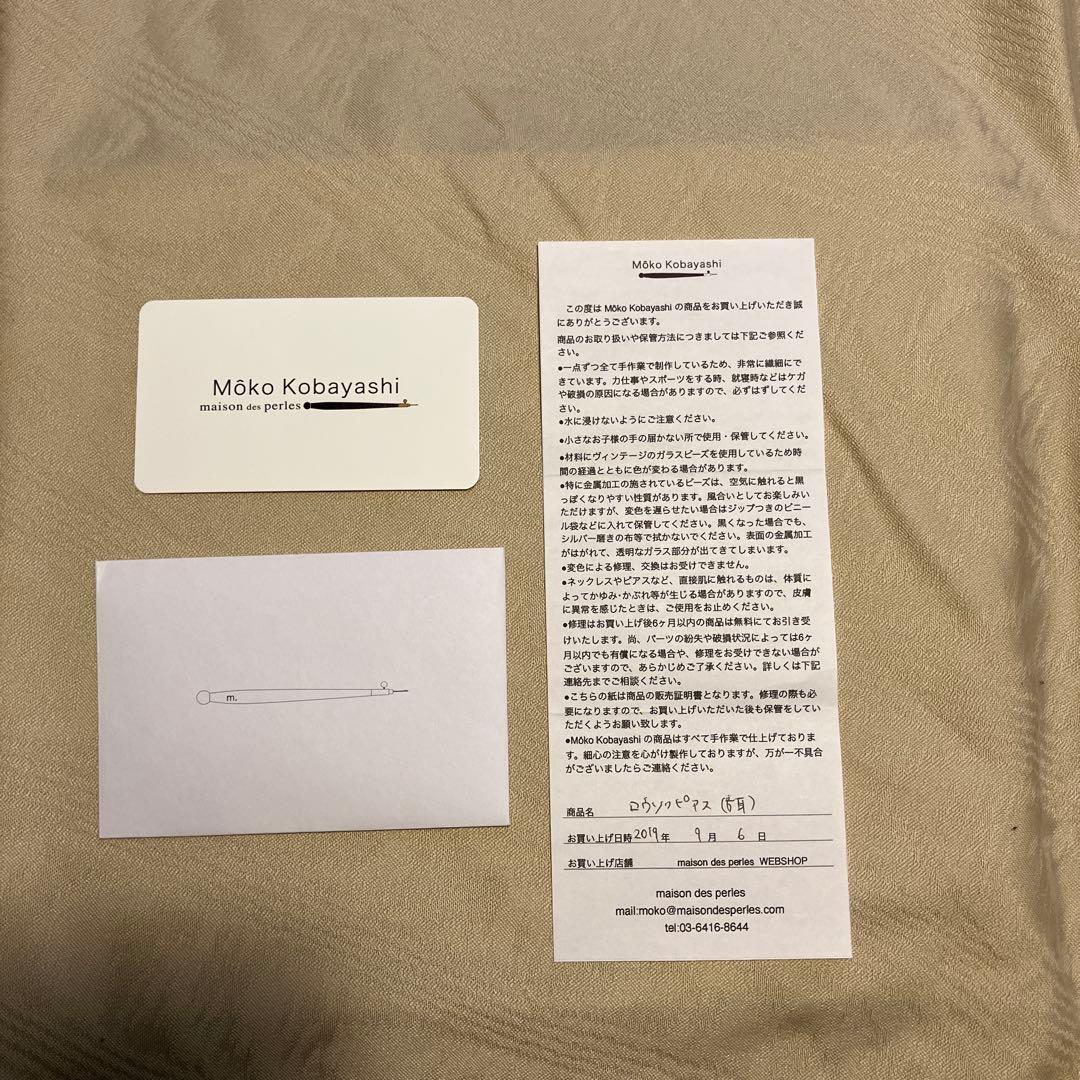 Môko Kobayashi
maison des perles
m.
Môko Kobayashi
この度は Môko Kobayashi の商品をお買い上げいただき誠
にありがとうございます。
商品のお取り扱いや保管方法につきましては下記ご参照くだ
さい。
●一点ずつ全て手作業で制作しているため、非常に繊細にで
きています。力仕事やスポーツをする時、就寝時などはケガ
や破損の原因になる場合がありますので、必ずはずしてくだ
さい。
●水に浸けないようにご注意ください。
●小さなお子様の手の届かない所で使用・保管してください。
●材料にヴィンテージのガラスビーズを使用しているため時
間の経過とともに色が変わる場合があります。
●特に金属加工の施されているビーズは、空気に触れると黒
っぽくなりやすい性質があります。風合いとしてお楽しみい
ただけますが、変色を遅らせたい場合はジップつきのビニー
ル袋などに入れて保管してください。黒くなった場合でも、
シルバー磨きの布等で拭かないでください。表面の金属加工
がはがれて、透明なガラス部分が出てきてしまいます。
●変色による修理、交換はお受けできません。
●ネックレスやピアスなど、直接肌に触れるものは、体質に
よってかゆみ・かぶれ等が生じる場合がありますので、皮膚
に異常を感じたときは、ご使用をお止めください。
●修理はお買い上げ後6ヶ月以内の商品は無料にてお引き受
けいたします。尚、パーツの紛失や破損状況によっては6ヶ
月以内でも有償になる場合や、修理をお受けできない場合が
ございますので、あらかじめご了承ください。詳しくは下記
連絡先までご相談ください。
●こちらの紙は商品の販売証明書となります。修理の際も必
要になりますので、お買い上げいただいた後も保管をしてい
ただくようお願い致します。
●Môko Kobayashi の商品はすべて手作業で仕上げておりま
す。細心の注意を心がけ製作しておりますが、万が一不具合
がございましたらご連絡ください。
商品名 ロウソクピアス(片耳)
お買い上げ日時 2019年 9月 6日
お買い上げ店舗 maison des perles WEBSHOP
maison des perles
mail:moko@maisondesperles.com
tel:03-6416-8644